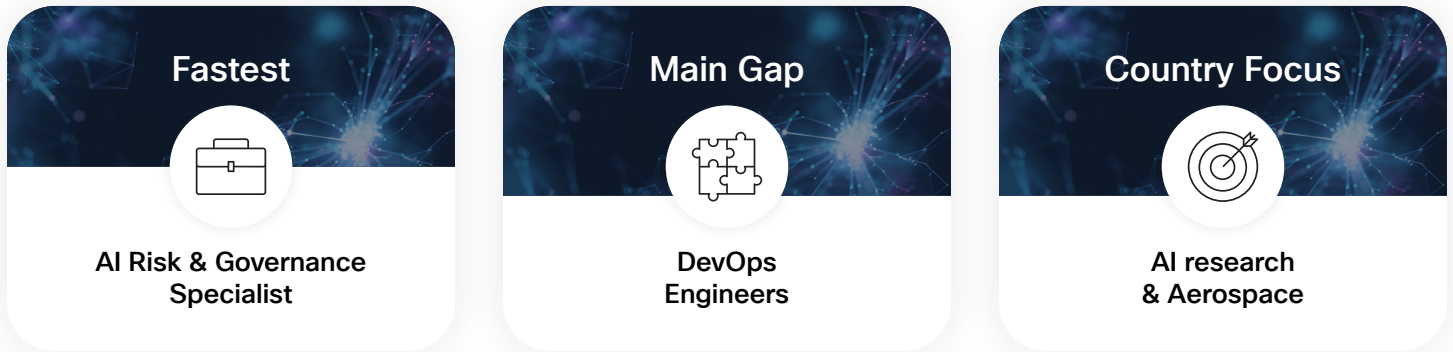 Fastest
AI Risk & Governance
Specialist
Main Gap
DevOps
Engineers
Country Focus
AI research
& Aerospace